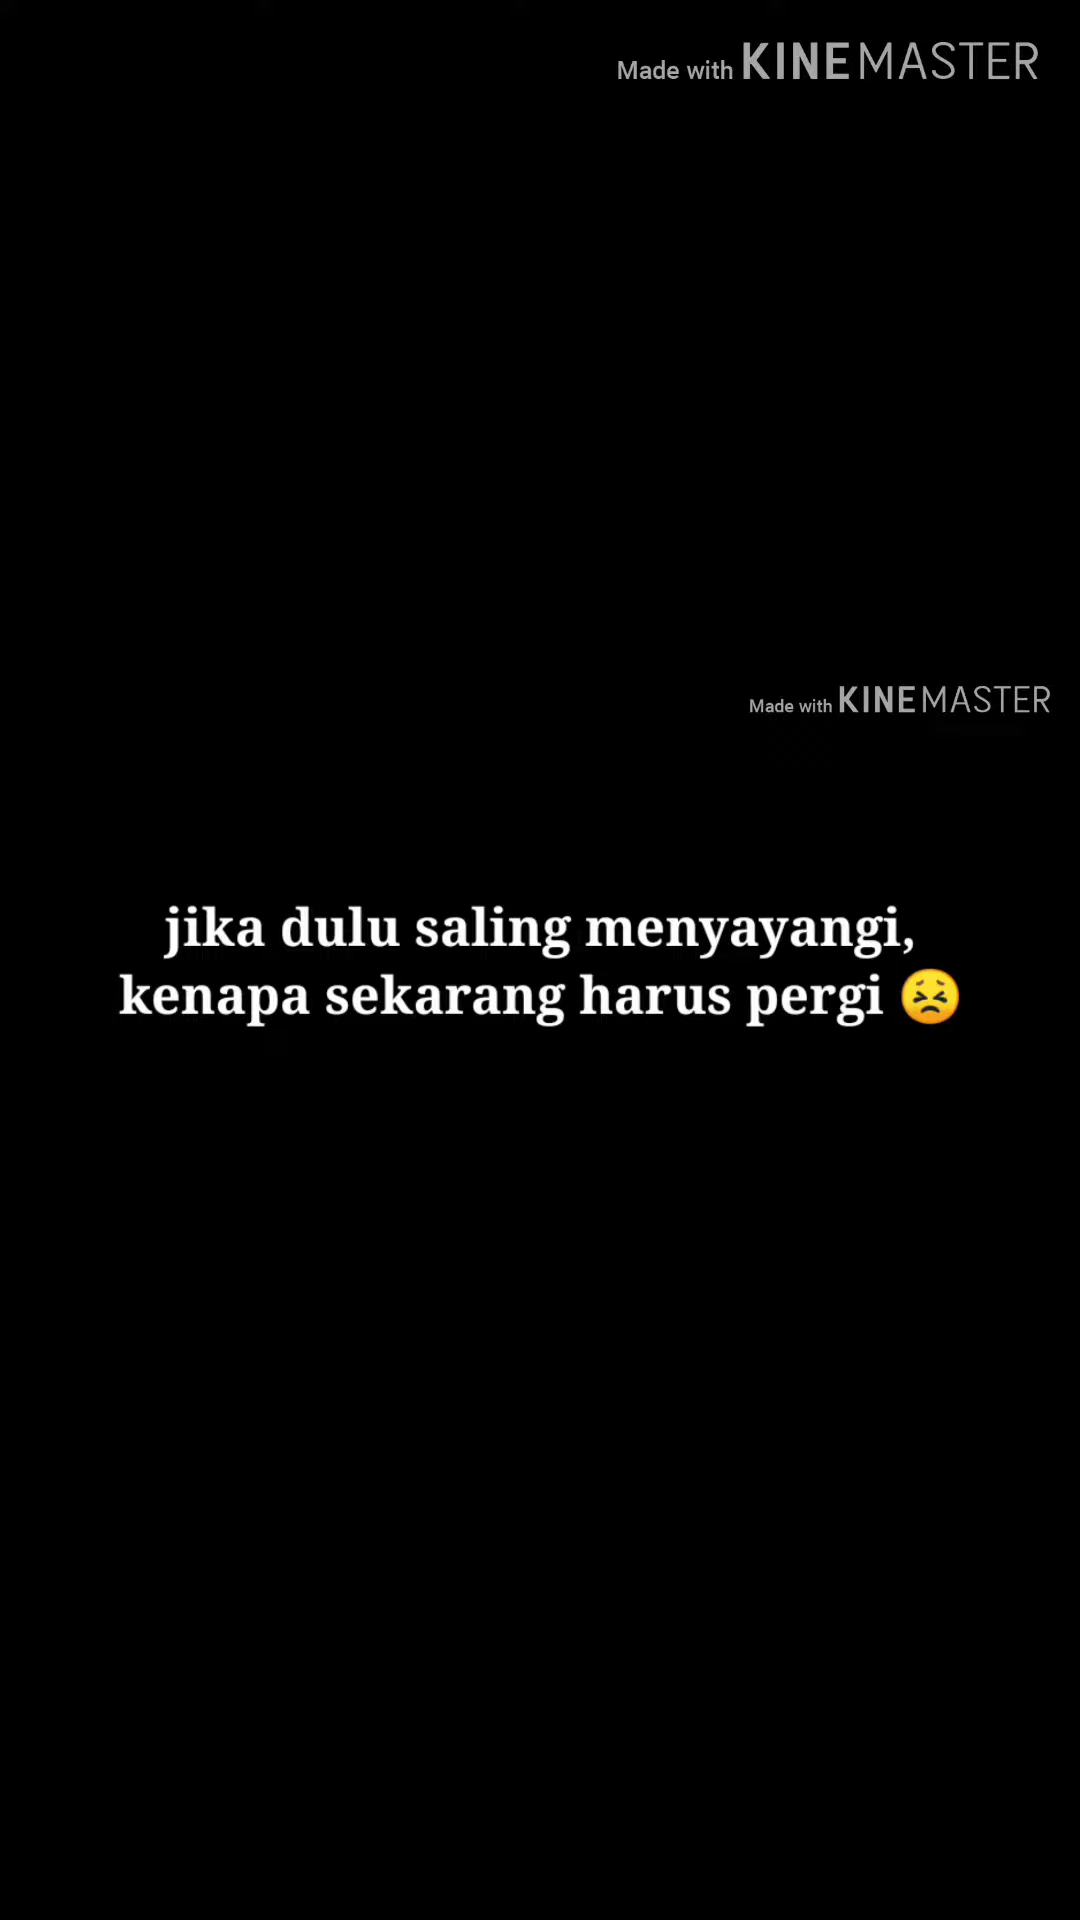 Made with KINEMASTER
Made with KINEMASTER
jika dulu saling menyayangi,
kenapa sekarang harus pergi 😣